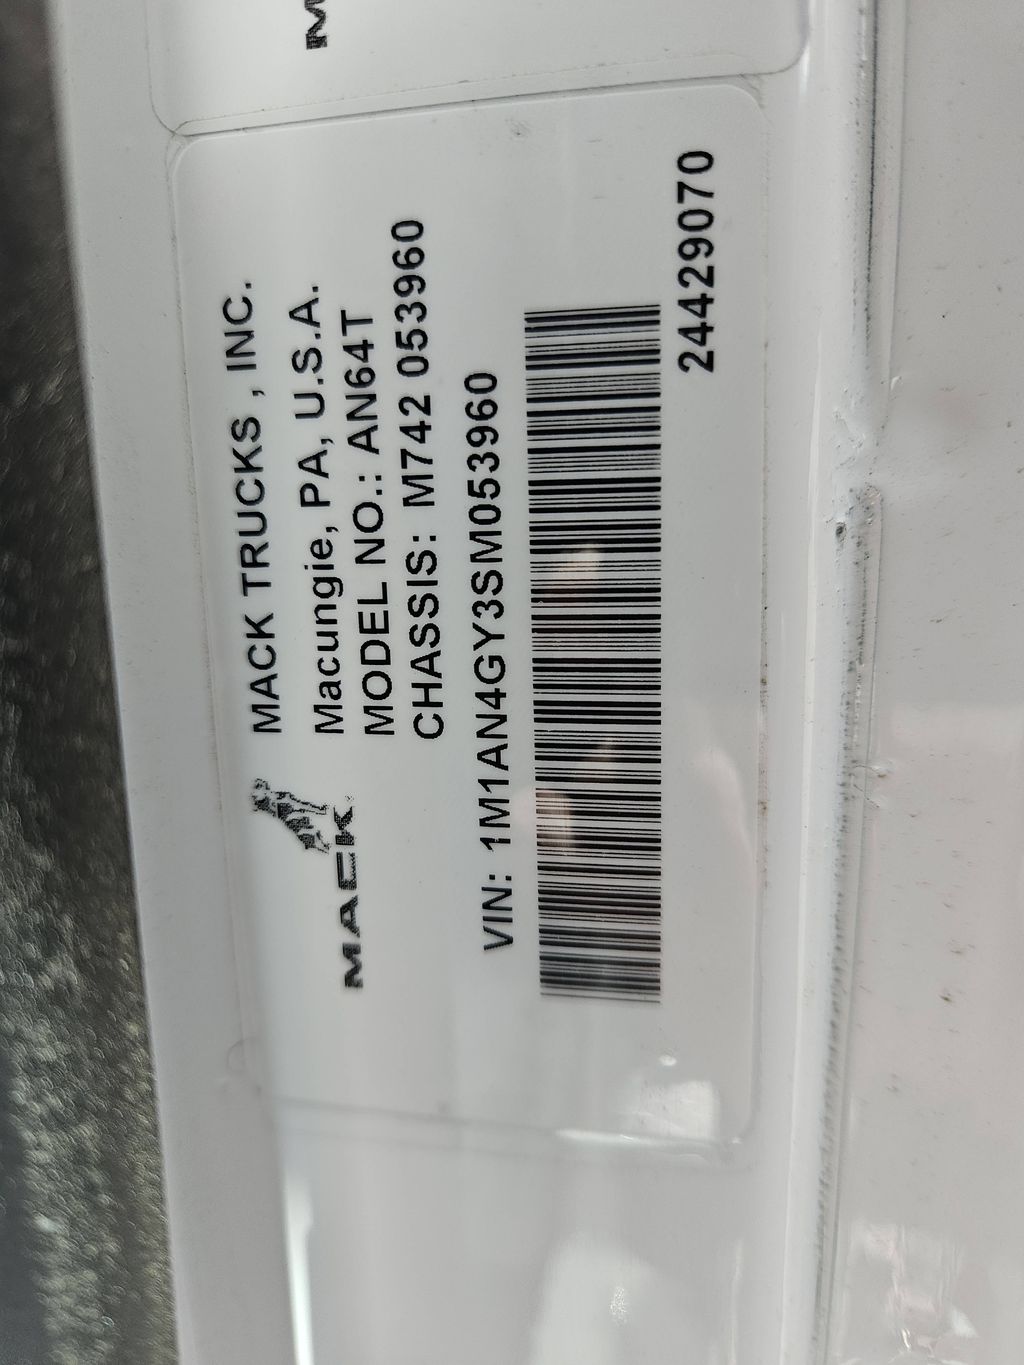 MACK TRUCKS , INC.
Macungie, PA, U.S.A.
MODEL NO.: AN64T
CHASSIS: M742 053960
MACK
VIN: 1M1AN4GY3SM053960
24429070